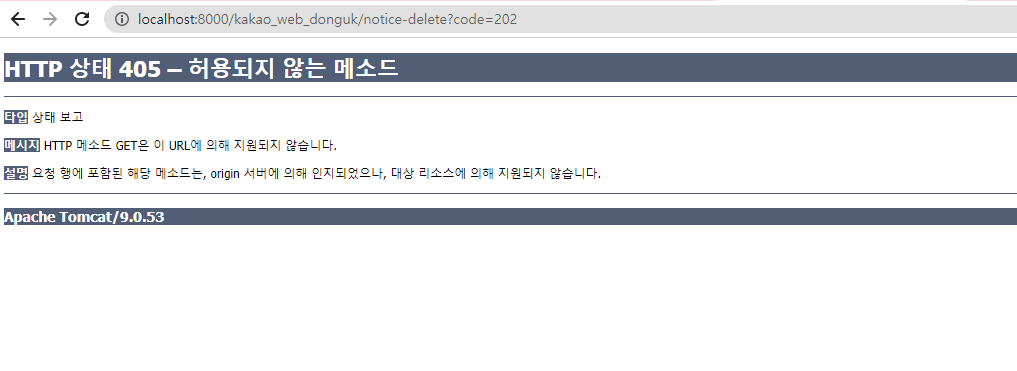 localhost:8000/kakao_web_donguk/notice-delete?code=202
HTTP 상태 405 – 허용되지 않는 메소드
타입 상태 보고
메시지 HTTP 메소드 GET은 이 URL에 의해 지원되지 않습니다.
설명 요청 행에 포함된 해당 메소드는, origin 서버에 의해 인지되었으나, 대상 리소스에 의해 지원되지 않습니다.
Apache Tomcat/9.0.53